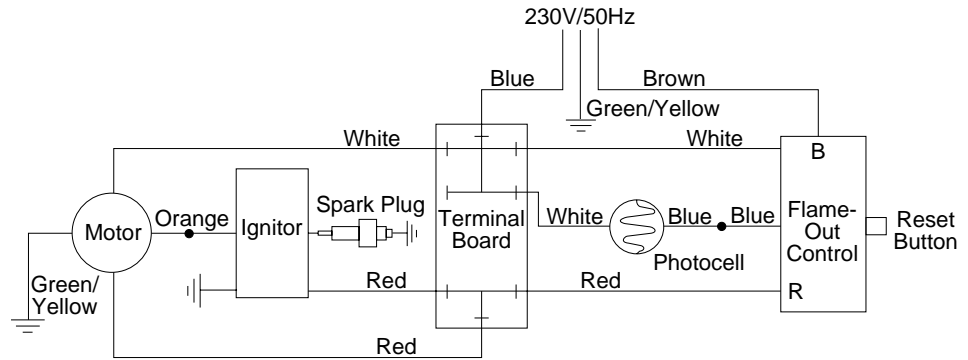 230V/50Hz
Blue
Brown
Green/Yellow
White
White
B
Motor
Orange
Ignitor
Spark Plug
Terminal
Board
White
Blue
Blue
Photocell
Flame-
Out
Control
Reset
Button
Green/
Yellow
Red
Red
R
Red